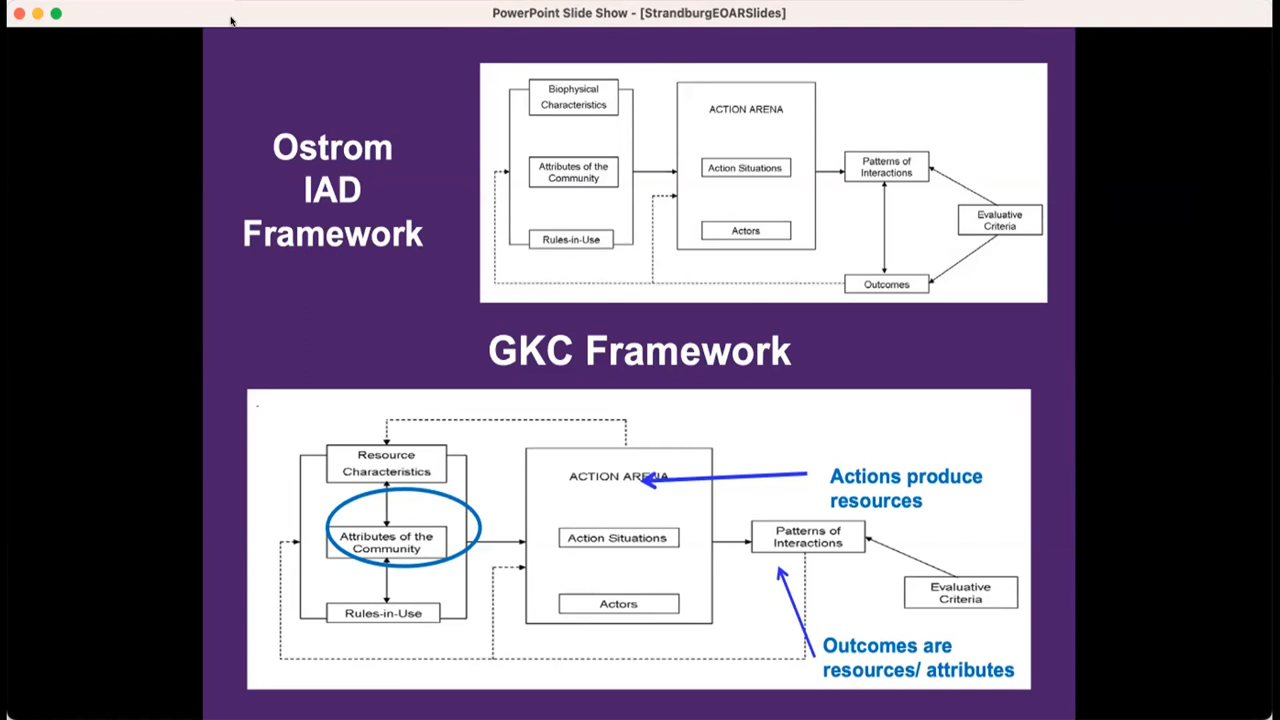 PowerPoint Slide Show - [StrandburgEOARSlides]
Ostrom
IAD
Framework
Biophysical
Characteristics
Attributes of the
Community
Rules-in-Use
ACTION ARENA
Action Situations
Actors
Patterns of
Interactions
Outcomes
Evaluative
Criteria
GKC Framework
Resource
Characteristics
Attributes of the
Community
Rules-in-Use
ACTION ARENA
Action Situations
Actors
Actions produce
resources
Patterns of
Interactions
Evaluative
Criteria
Outcomes are
resources/ attributes